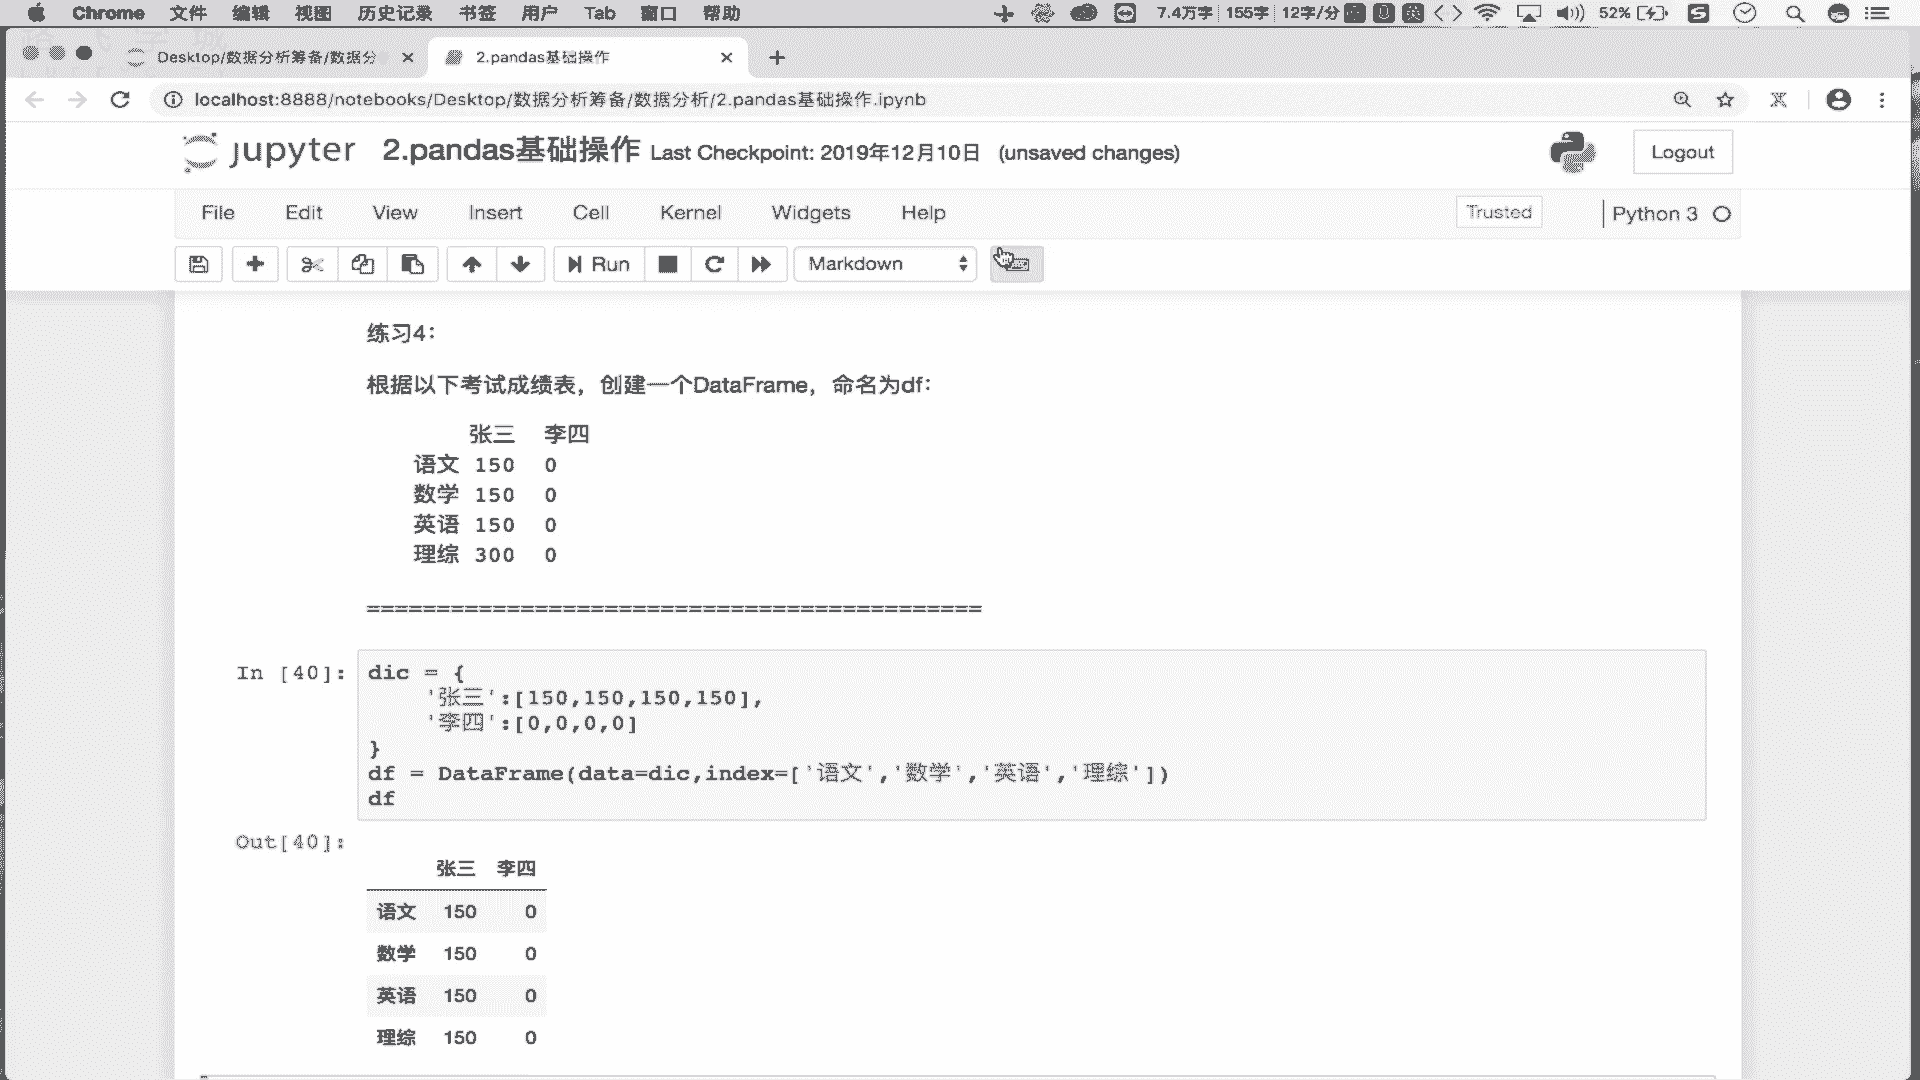 Chrome 文件 编辑 视图 历史记录 书签 用户 Tab 窗口 帮助 7.4万字 155字 12字/分 英 52%
Desktop/数据分析筹备/数据分 2.pandas基础操作
localhost:8888/notebooks/Desktop/数据分析筹备/数据分析/2.pandas基础操作.ipynb
jupyter 2.pandas基础操作 Last Checkpoint: 2019年12月10日 (unsaved changes) Logout
File Edit View Insert Cell Kernel Widgets Help Trusted Python 3
Run Markdown
练习4：
根据以下考试成绩表，创建一个DataFrame，命名为df：
张三 李四
语文 150 0
数学 150 0
英语 150 0
理综 300 0
============================================
In [40]: dic = {
'张三':[150,150,150,150],
'李四':[0,0,0,0]
}
df = DataFrame(data=dic,index=['语文','数学','英语','理综'])
df
Out[40]:
张三 李四
语文 150 0
数学 150 0
英语 150 0
理综 150 0